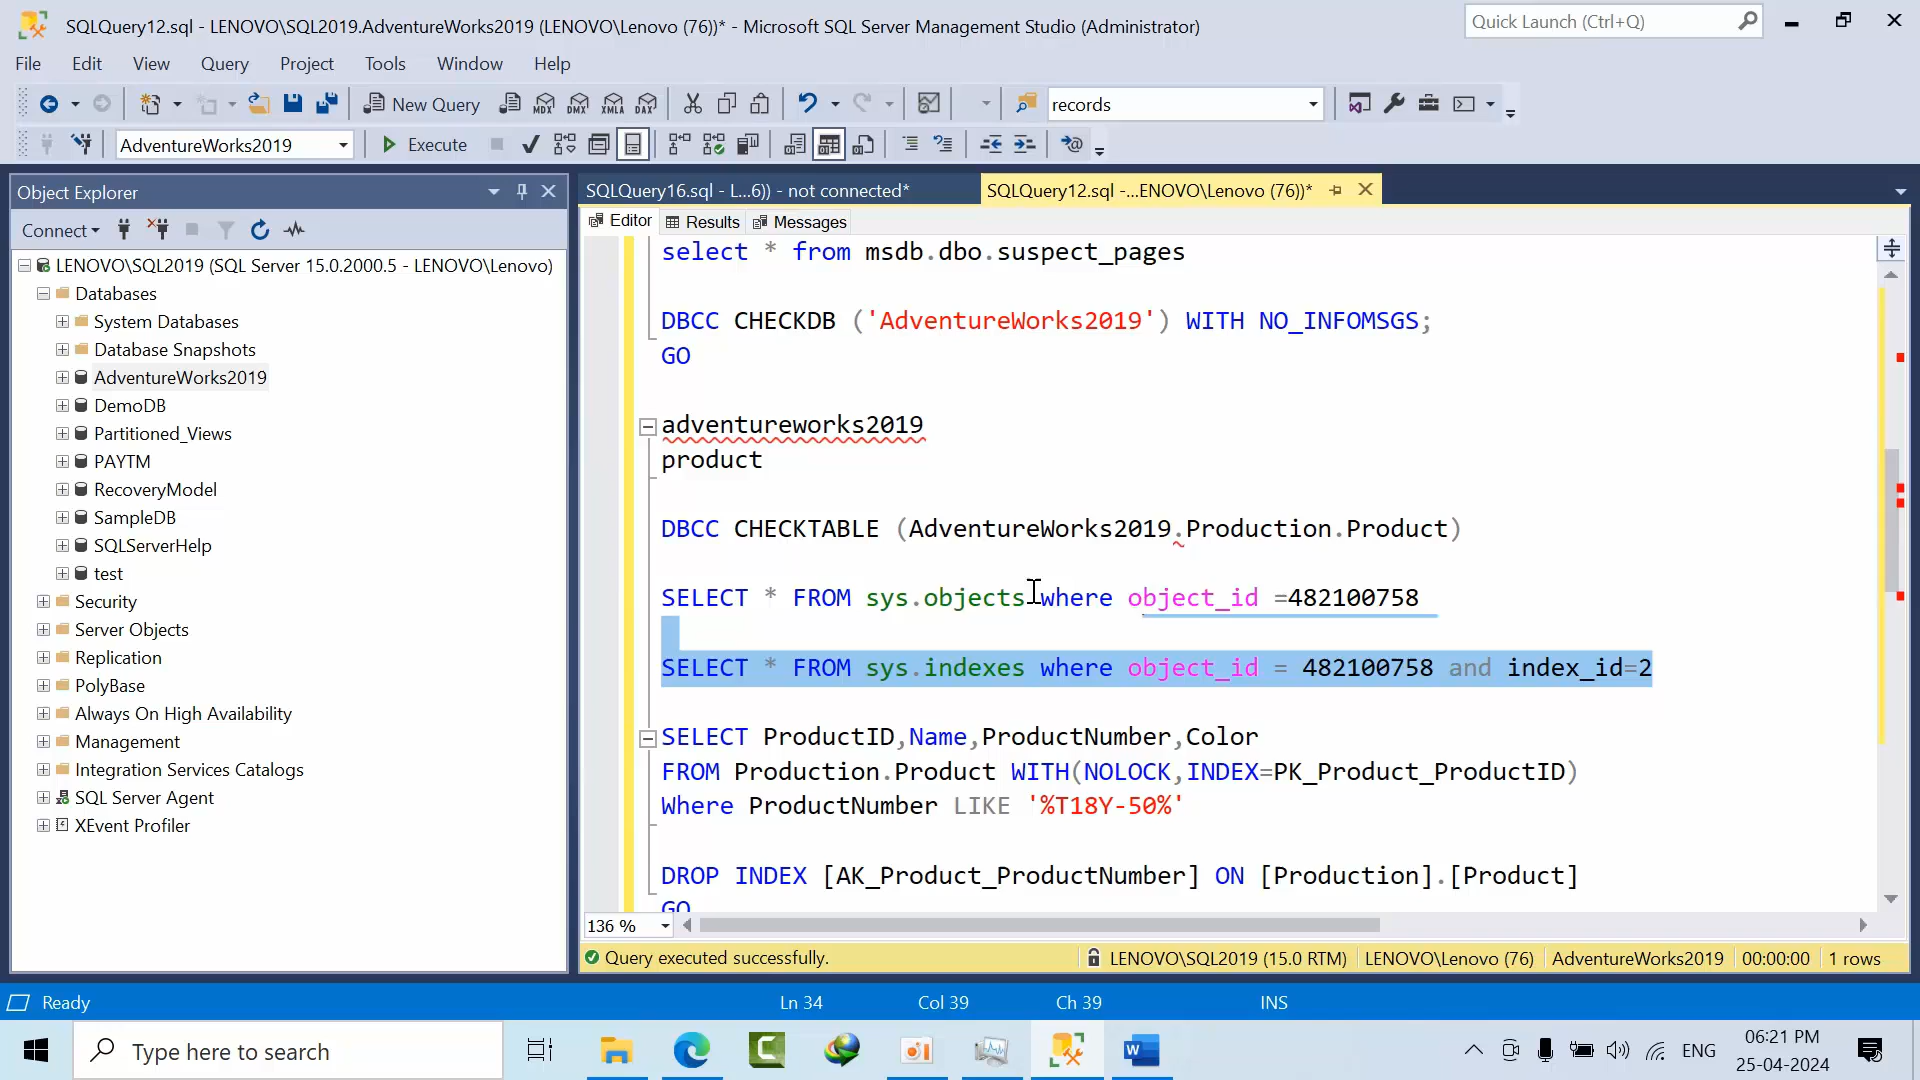 SQLQuery12.sql - LENOVO\SQL2019.AdventureWorks2019 (LENOVO\Lenovo (76))* - Microsoft SQL Server Management Studio (Administrator)
Quick Launch (Ctrl+Q)
File Edit View Query Project Tools Window Help
New Query MDX DMX XMLA DAX records
AdventureWorks2019 Execute
Object Explorer
Connect
LENOVO\SQL2019 (SQL Server 15.0.2000.5 - LENOVO\Lenovo)
Databases
System Databases
Database Snapshots
AdventureWorks2019
DemoDB
Partitioned_Views
PAYTM
RecoveryModel
SampleDB
SQLServerHelp
test
Security
Server Objects
Replication
PolyBase
Always On High Availability
Management
Integration Services Catalogs
SQL Server Agent
XEvent Profiler
SQLQuery16.sql - L...6)) - not connected*
SQLQuery12.sql -...ENOVO\Lenovo (76))*
Editor Results Messages
select * from msdb.dbo.suspect_pages
DBCC CHECKDB ('AdventureWorks2019') WITH NO_INFOMSGS;
GO
adventureworks2019
product
DBCC CHECKTABLE (AdventureWorks2019.Production.Product)
SELECT * FROM sys.objects where object_id =482100758
SELECT * FROM sys.indexes where object_id = 482100758 and index_id=2
SELECT ProductID,Name,ProductNumber,Color
FROM Production.Product WITH(NOLOCK,INDEX=PK_Product_ProductID)
Where ProductNumber LIKE '%T18Y-50%'
DROP INDEX [AK_Product_ProductNumber] ON [Production].[Product]
GO
136 %
Query executed successfully.
LENOVO\SQL2019 (15.0 RTM) LENOVO\Lenovo (76) AdventureWorks2019 00:00:00 1 rows
Ready Ln 34 Col 39 Ch 39 INS
Type here to search
ENG
06:21 PM
25-04-2024